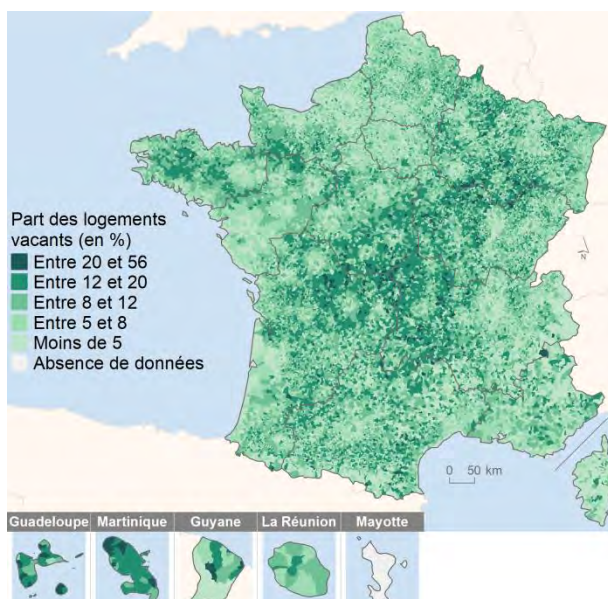 Part des logements
vacants (en %)
Entre 20 et 56
Entre 12 et 20
Entre 8 et 12
Entre 5 et 8
Moins de 5
Absence de données
N
0 50 km
Guadeloupe Martinique Guyane La Réunion Mayotte